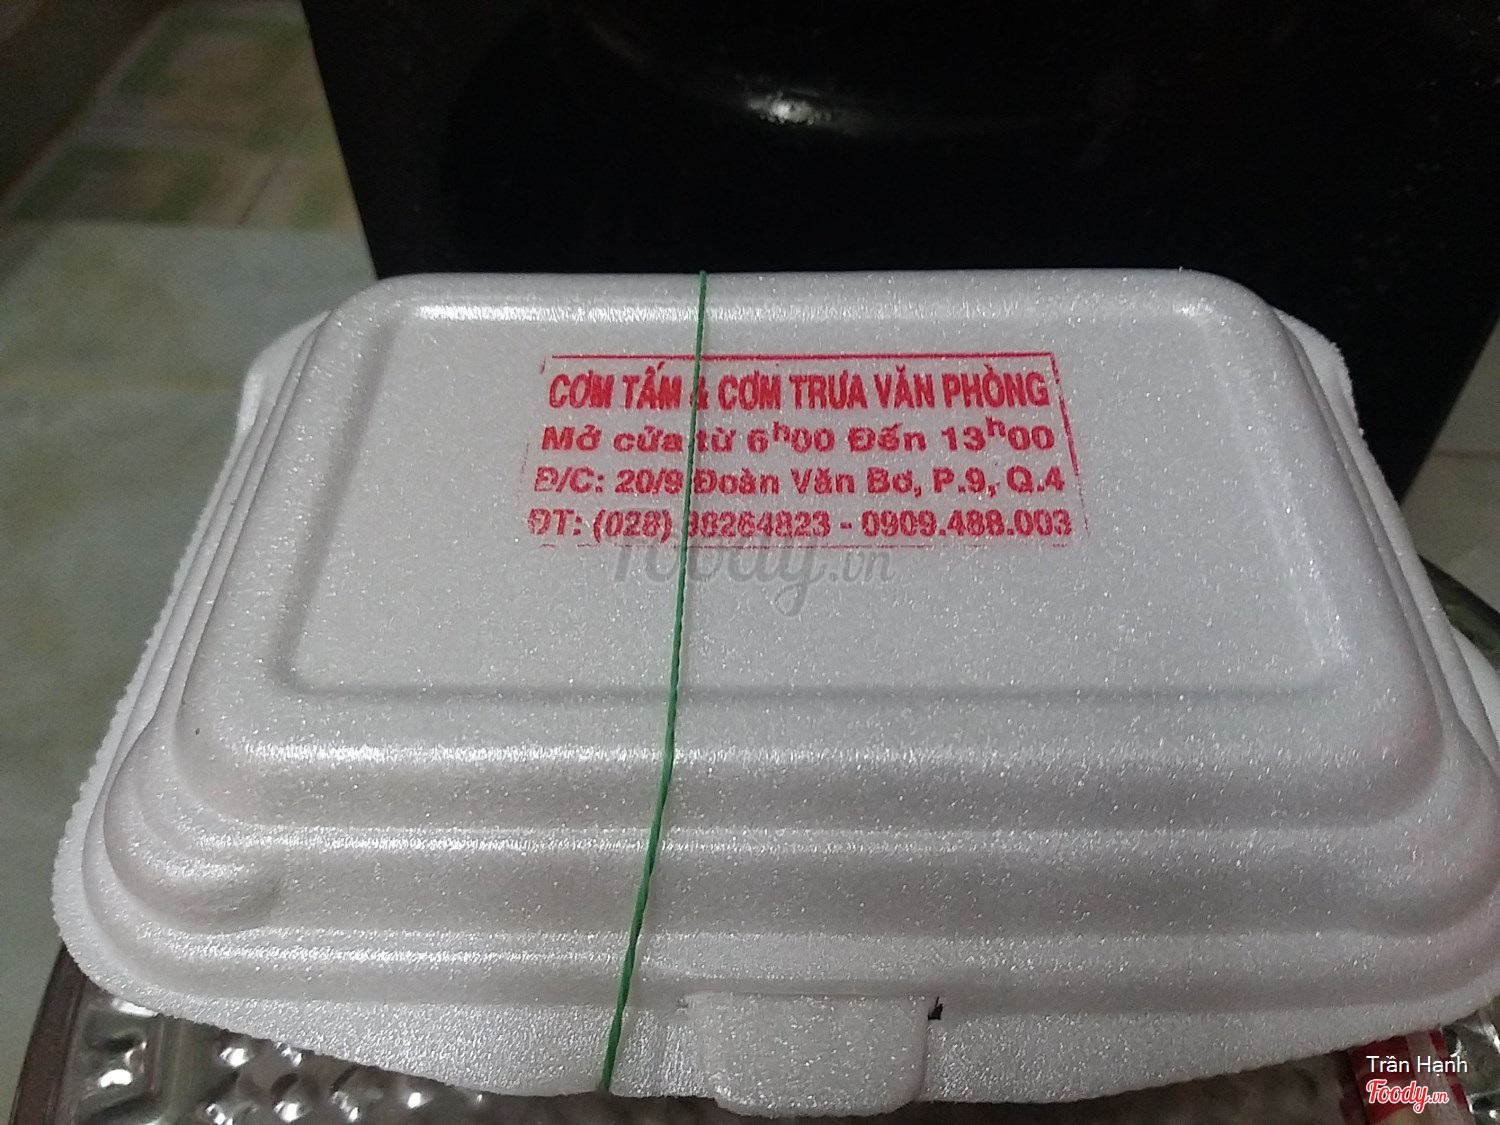 CƠM TẤM & CƠM TRƯA VĂN PHÒNG
Mở cửa từ 6h00 Đến 13h00
Đ/C: 20/9 Đoàn Văn Bơ, P.9, Q.4
ĐT: (028) 38264823 - 0909.488.003
foody.vn
Trần Hạnh
Foody.vn